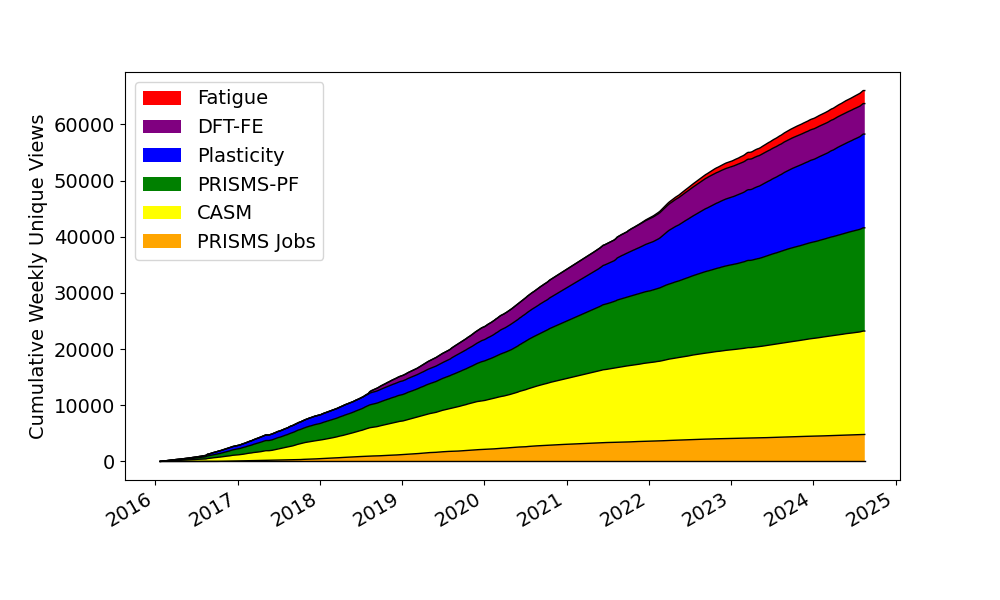 Fatigue
DFT-FE
Plasticity
PRISMS-PF
CASM
PRISMS Jobs
Cumulative Weekly Unique Views
60000
50000
40000
30000
20000
10000
0
2016
2017
2018
2019
2020
2021
2022
2023
2024
2025